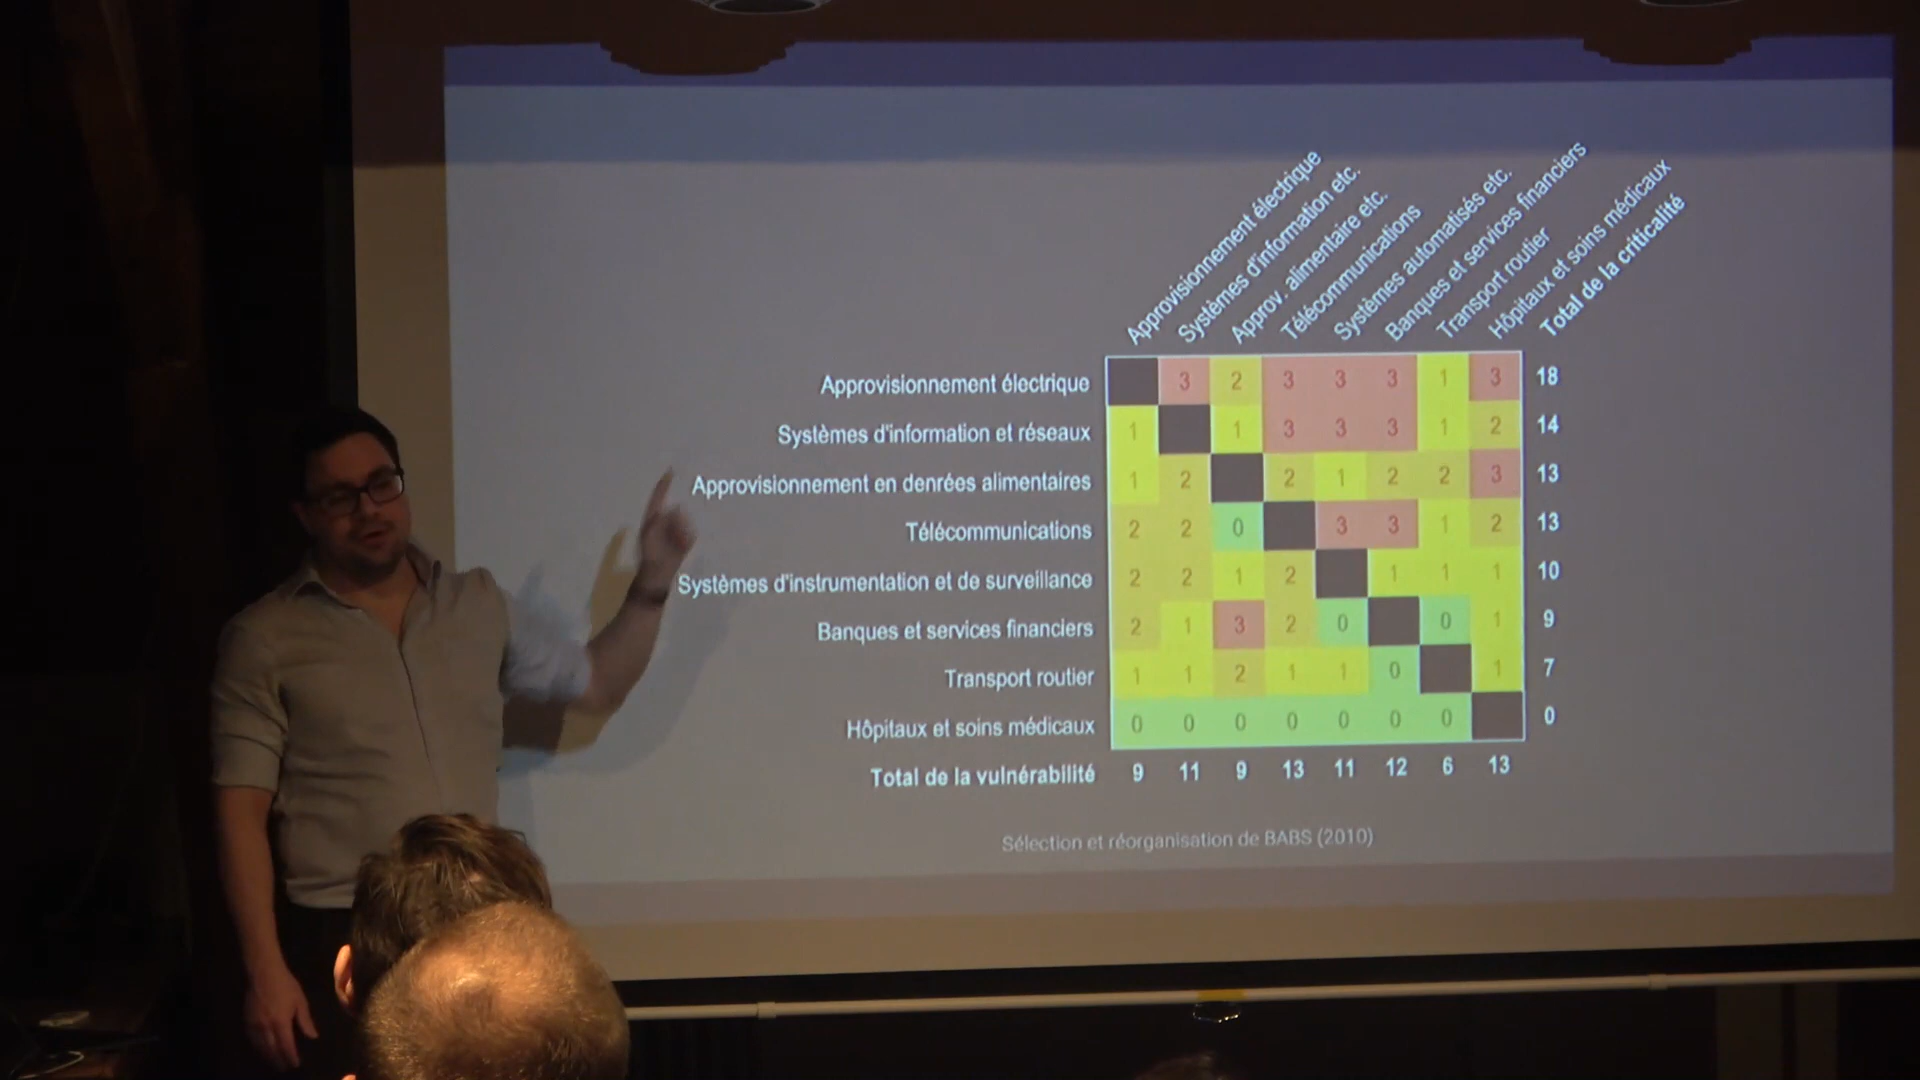 Approvisionnement électrique
Systèmes d'information etc.
Approv. alimentaire etc.
Télécommunications
Systèmes automatisés etc.
Banques et services financiers
Transport routier
Hôpitaux et soins médicaux
Total de la criticalité
Approvisionnement électrique 3 2 3 3 3 1 3 18
Systèmes d'information et réseaux 1 1 3 3 3 1 2 14
Approvisionnement en denrées alimentaires 1 2 2 1 2 2 3 13
Télécommunications 2 2 0 3 3 1 2 13
Systèmes d'instrumentation et de surveillance 2 2 1 2 1 1 1 10
Banques et services financiers 2 1 3 2 0 0 1 9
Transport routier 1 1 2 1 1 0 1 7
Hôpitaux et soins médicaux 0 0 0 0 0 0 0 0
Total de la vulnérabilité 9 11 9 13 11 12 6 13
Sélection et réorganisation de BABS (2010)